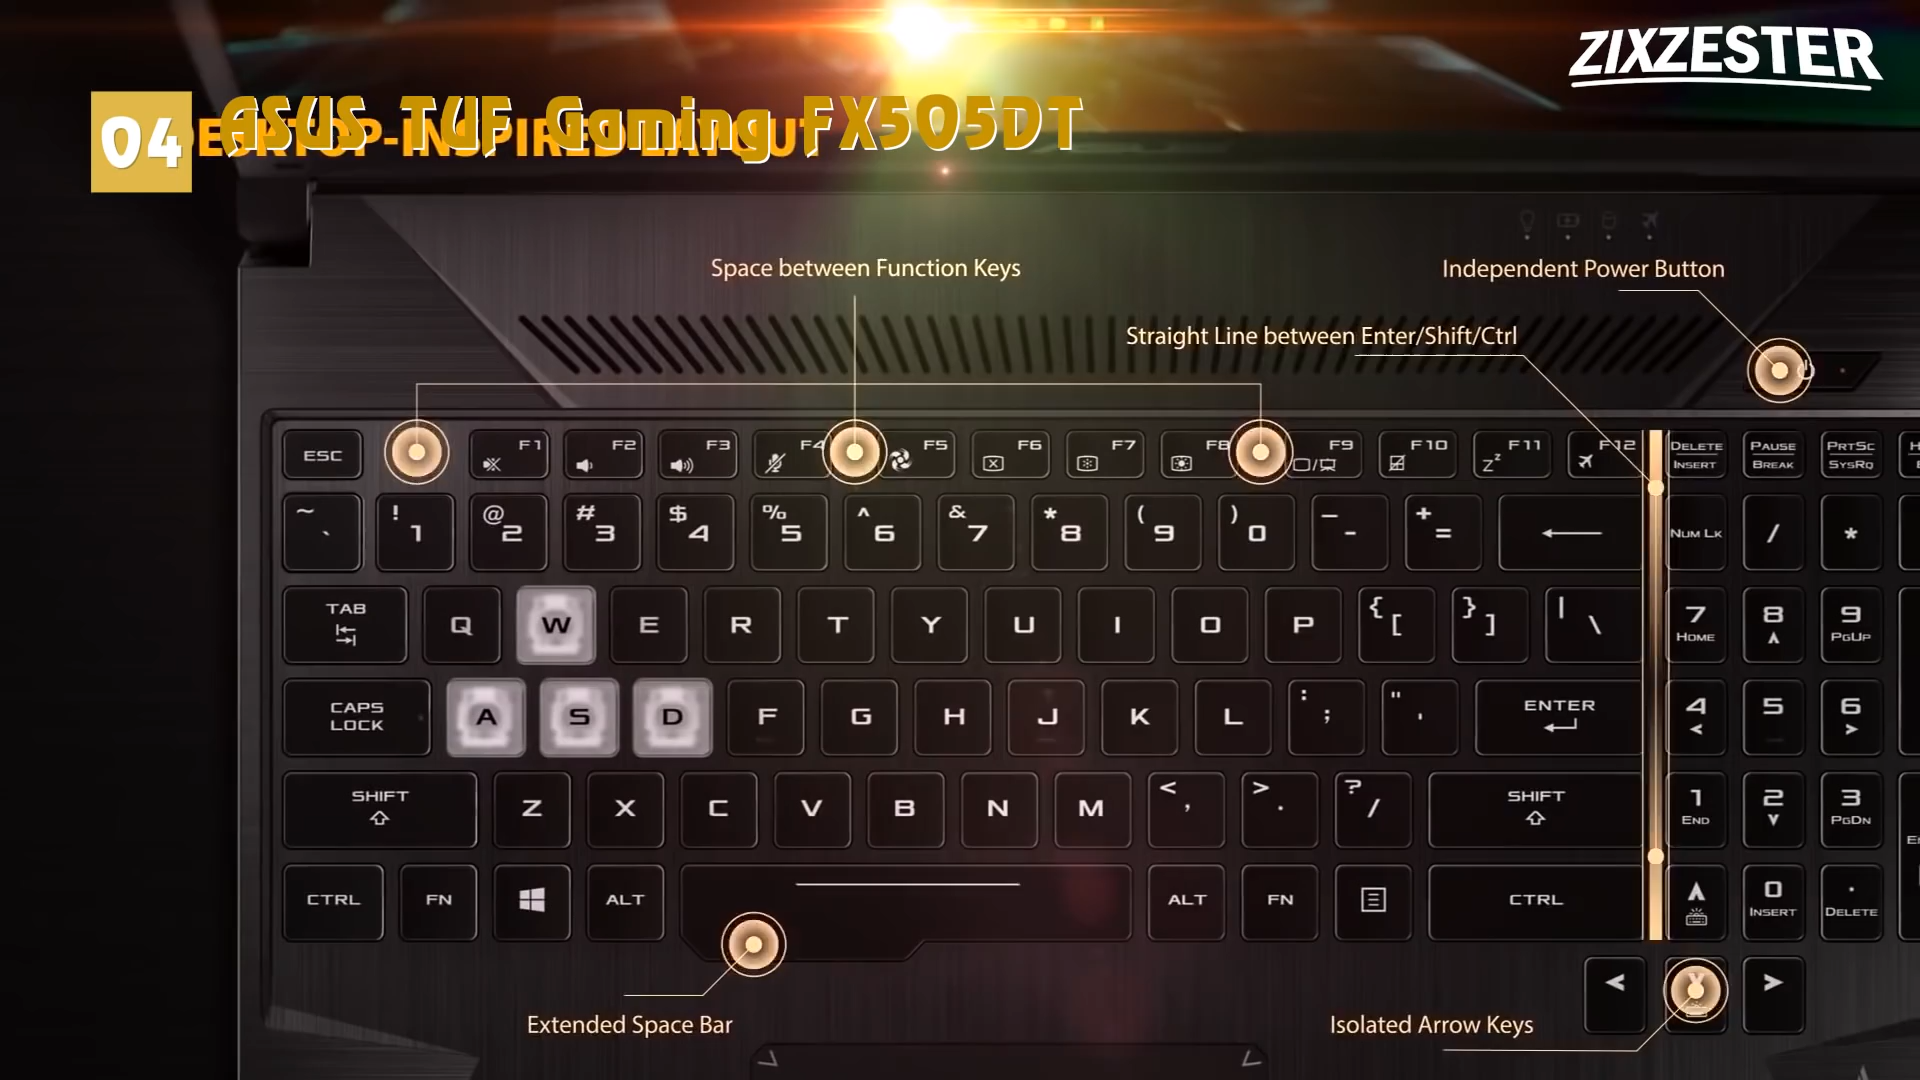 ZIXZESTER
04 ASUS TUF Gaming FX505DT
DESKTOP-INSPIRED LAYOUT
Space between Function Keys
Independent Power Button
Straight Line between Enter/Shift/Ctrl
ESC F1 F2 F3 F4 F5 F6 F7 F8 F9 F10 F11 F12 DELETE INSERT PAUSE BREAK PRTSC SYSRQ
~ ` ! 1 @ 2 # 3 $ 4 % 5 ^ 6 & 7 * 8 ( 9 ) 0 _ - + = NUM LK / *
TAB Q W E R T Y U I O P { [ } ] | \ 7 HOME 8 9 PGUP
CAPS LOCK A S D F G H J K L : ; " ' ENTER 4 5 6
SHIFT Z X C V B N M < , > . ? / SHIFT 1 END 2 3 PGDN
CTRL FN ALT ALT FN CTRL 0 INSERT . DELETE
Extended Space Bar
Isolated Arrow Keys